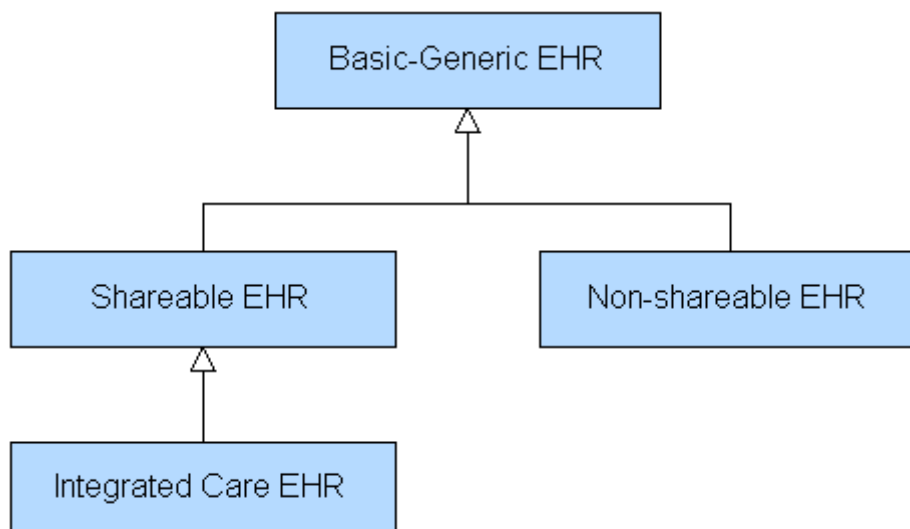 Basic-Generic EHR
Shareable EHR
Non-shareable EHR
Integrated Care EHR